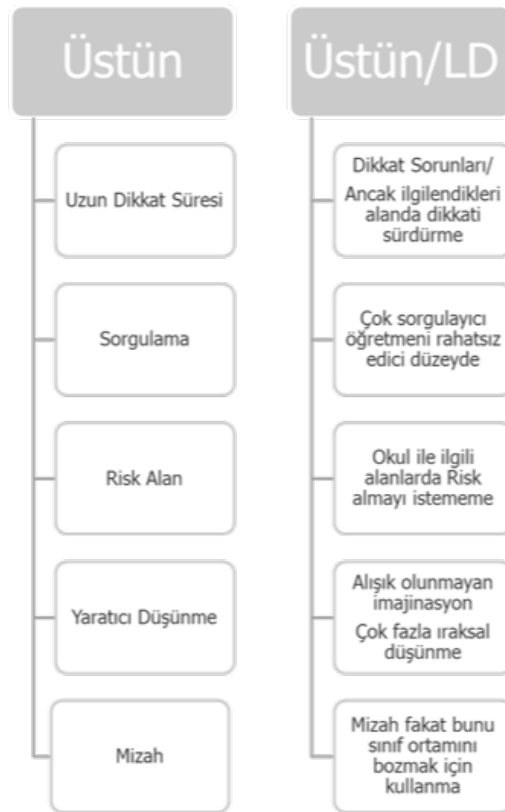 Üstün
Uzun Dikkat Süresi
Sorgulama
Risk Alan
Yaratıcı Düşünme
Mizah
Üstün/LD
Dikkat Sorunları/
Ancak ilgilendikleri
alanda dikkati
sürdürme
Çok sorgulayıcı
öğretmeni rahatsız
edici düzeyde
Okul ile ilgili
alanlarda Risk
almayı istememe
Alışık olunmayan
imajinasyon
Çok fazla ıraksal
düşünme
Mizah fakat bunu
sınıf ortamını
bozmak için
kullanma